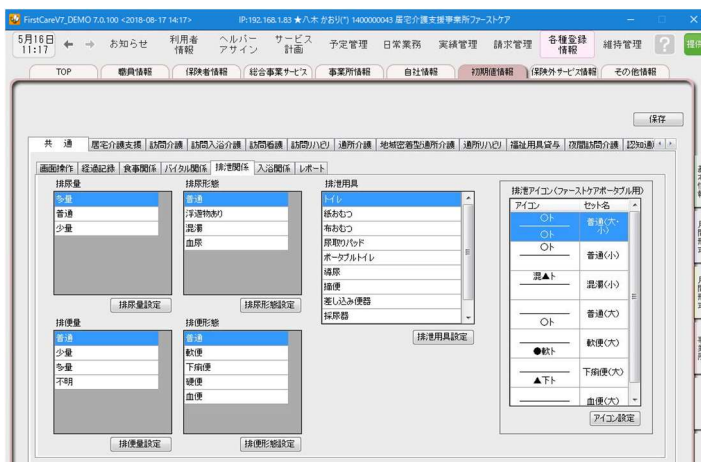 FirstCareV7_DEMO 7.0.100 <2018-08-17 14:17> IP:192.168.1.83 ★八木 かおり(*) 1400000043 居宅介護支援事業所ファーストケア
5月16日 11:17 お知らせ 利用者情報 ヘルパーアサイン サービス計画 予定管理 日常業務 実績管理 請求管理 各種登録情報 維持管理 ?
TOP 職員情報 保険者情報 総合事業サービス 事業所情報 自社情報 初期値情報 保険外サービス情報 その他情報
保存
共 通 居宅介護支援 訪問介護 訪問入浴介護 訪問看護 訪問リハビリ 通所介護 地域密着型通所介護 通所リハビリ 福祉用具貸与 夜間訪問介護 認知通
画面操作 経過記録 食事関係 バイタル関係 排泄関係 入浴関係 レポート
排尿量
多量
普通
少量
排尿量設定
排尿形態
普通
浮遊物あり
混濁
血尿
排尿形態設定
排泄用具
トイレ
紙おむつ
布おむつ
尿取りパッド
ポータブルトイレ
導尿
摘便
差し込み便器
採尿器
排泄用具設定
排泄アイコン(ファーストケアポータブル用)
アイコン セット名
○ト
○ト
普通(大・小)
○ト
普通(小)
混▲ト
混濁(小)
○ト
普通(大)
●軟ト
軟便(大)
▲下ト
下痢便(大)
血便(大)
アイコン設定
排便量
普通
少量
多量
不明
排便量設定
排便形態
普通
軟便
下痢便
硬便
血便
排便形態設定